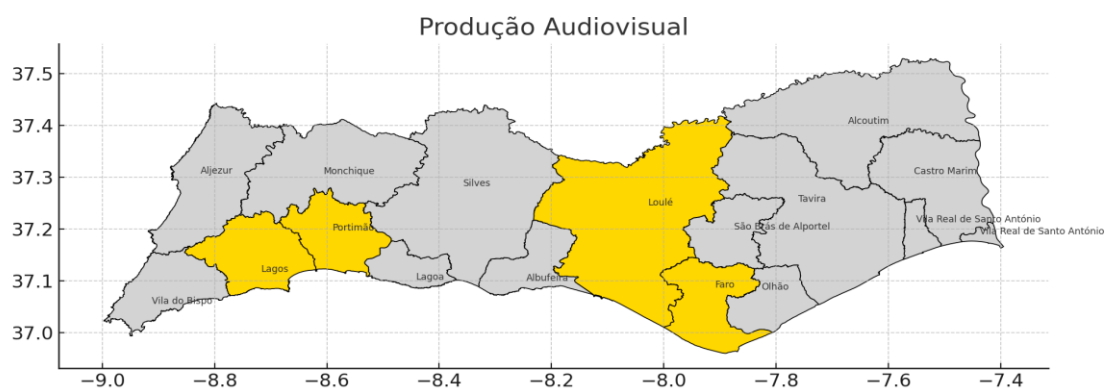 Produção Audiovisual
37.5
37.4
37.3
37.2
37.1
37.0
Alcoutim
Aljezur
Monchique
Castro Marim
Silves
Tavira
Loulé
Vila Real de Santo António
Portimão
São Brás de Alportel
Vila Real de Santo António
Lagos
Lagoa
Albufeira
Faro
Olhão
Vila do Bispo
−9.0 −8.8 −8.6 −8.4 −8.2 −8.0 −7.8 −7.6 −7.4